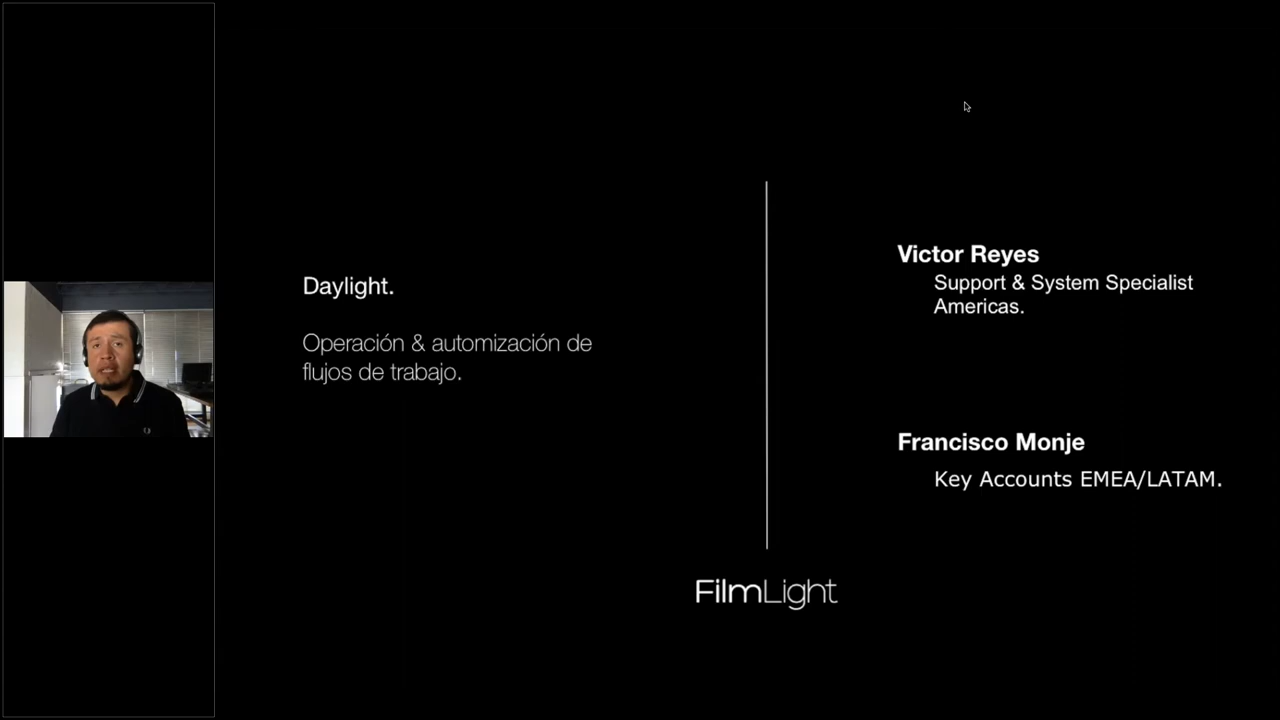 Daylight.
Operación & automización de
flujos de trabajo.
Victor Reyes
Support & System Specialist
Americas.
Francisco Monje
Key Accounts EMEA/LATAM.
FilmLight